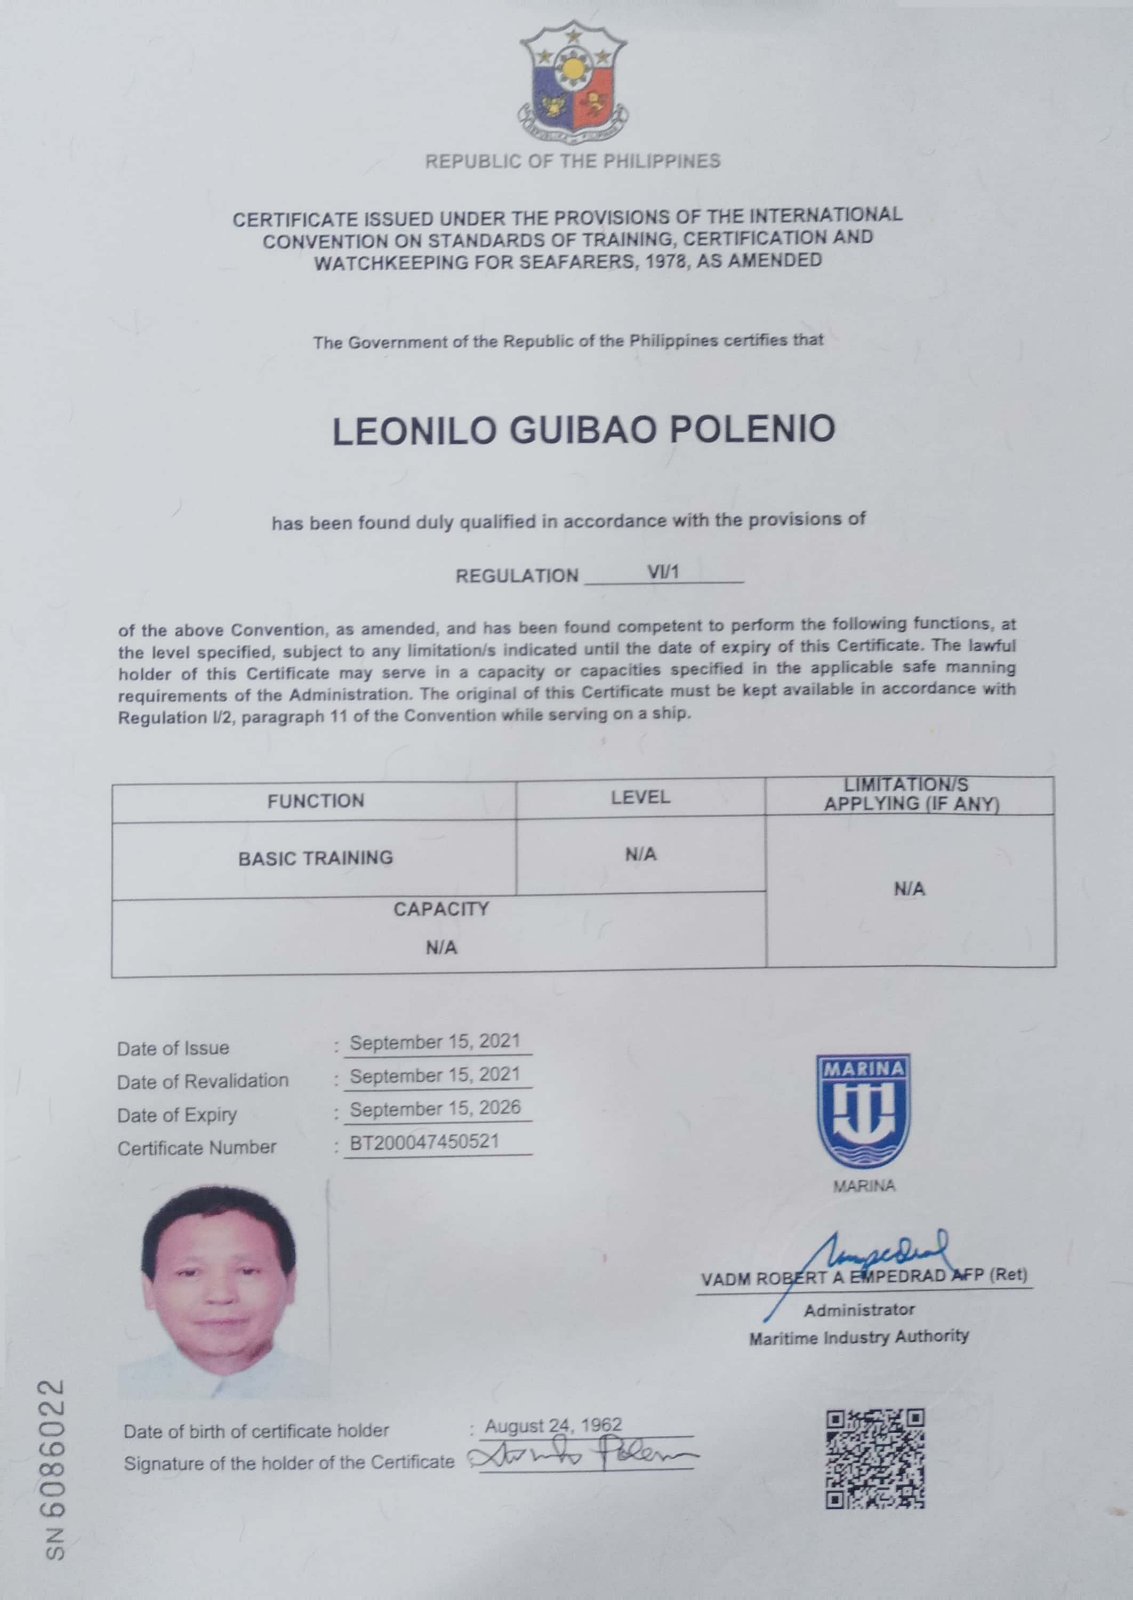 REPUBLIC OF THE PHILIPPINES
CERTIFICATE ISSUED UNDER THE PROVISIONS OF THE INTERNATIONAL
CONVENTION ON STANDARDS OF TRAINING, CERTIFICATION AND
WATCHKEEPING FOR SEAFARERS, 1978, AS AMENDED
The Government of the Republic of the Philippines certifies that
LEONILO GUIBAO POLENIO
has been found duly qualified in accordance with the provisions of
REGULATION VI/1
of the above Convention, as amended, and has been found competent to perform the following functions, at
the level specified, subject to any limitation/s indicated until the date of expiry of this Certificate. The lawful
holder of this Certificate may serve in a capacity or capacities specified in the applicable safe manning
requirements of the Administration. The original of this Certificate must be kept available in accordance with
Regulation I/2, paragraph 11 of the Convention while serving on a ship.
FUNCTION LEVEL LIMITATION/S
APPLYING (IF ANY)
BASIC TRAINING N/A
N/A
CAPACITY
N/A
Date of Issue : September 15, 2021
Date of Revalidation : September 15, 2021
Date of Expiry : September 15, 2026
Certificate Number : BT200047450521
MARINA
MARINA
VADM ROBERT A EMPEDRAD AFP (Ret)
Administrator
Maritime Industry Authority
Date of birth of certificate holder : August 24, 1962
Signature of the holder of the Certificate :
SN 6086022